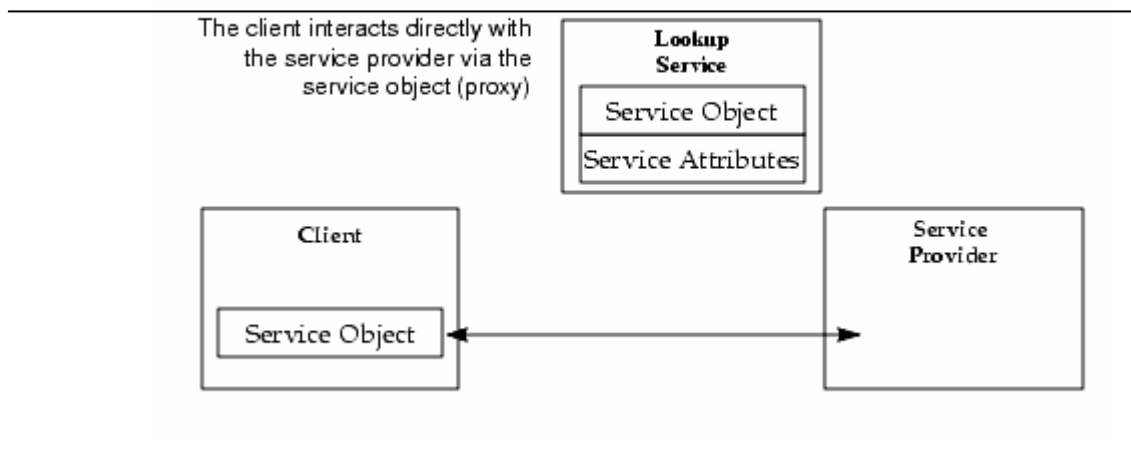 The client interacts directly with
the service provider via the
service object (proxy)
Lookup
Service
Service Object
Service Attributes
Client
Service Object
Service
Provider